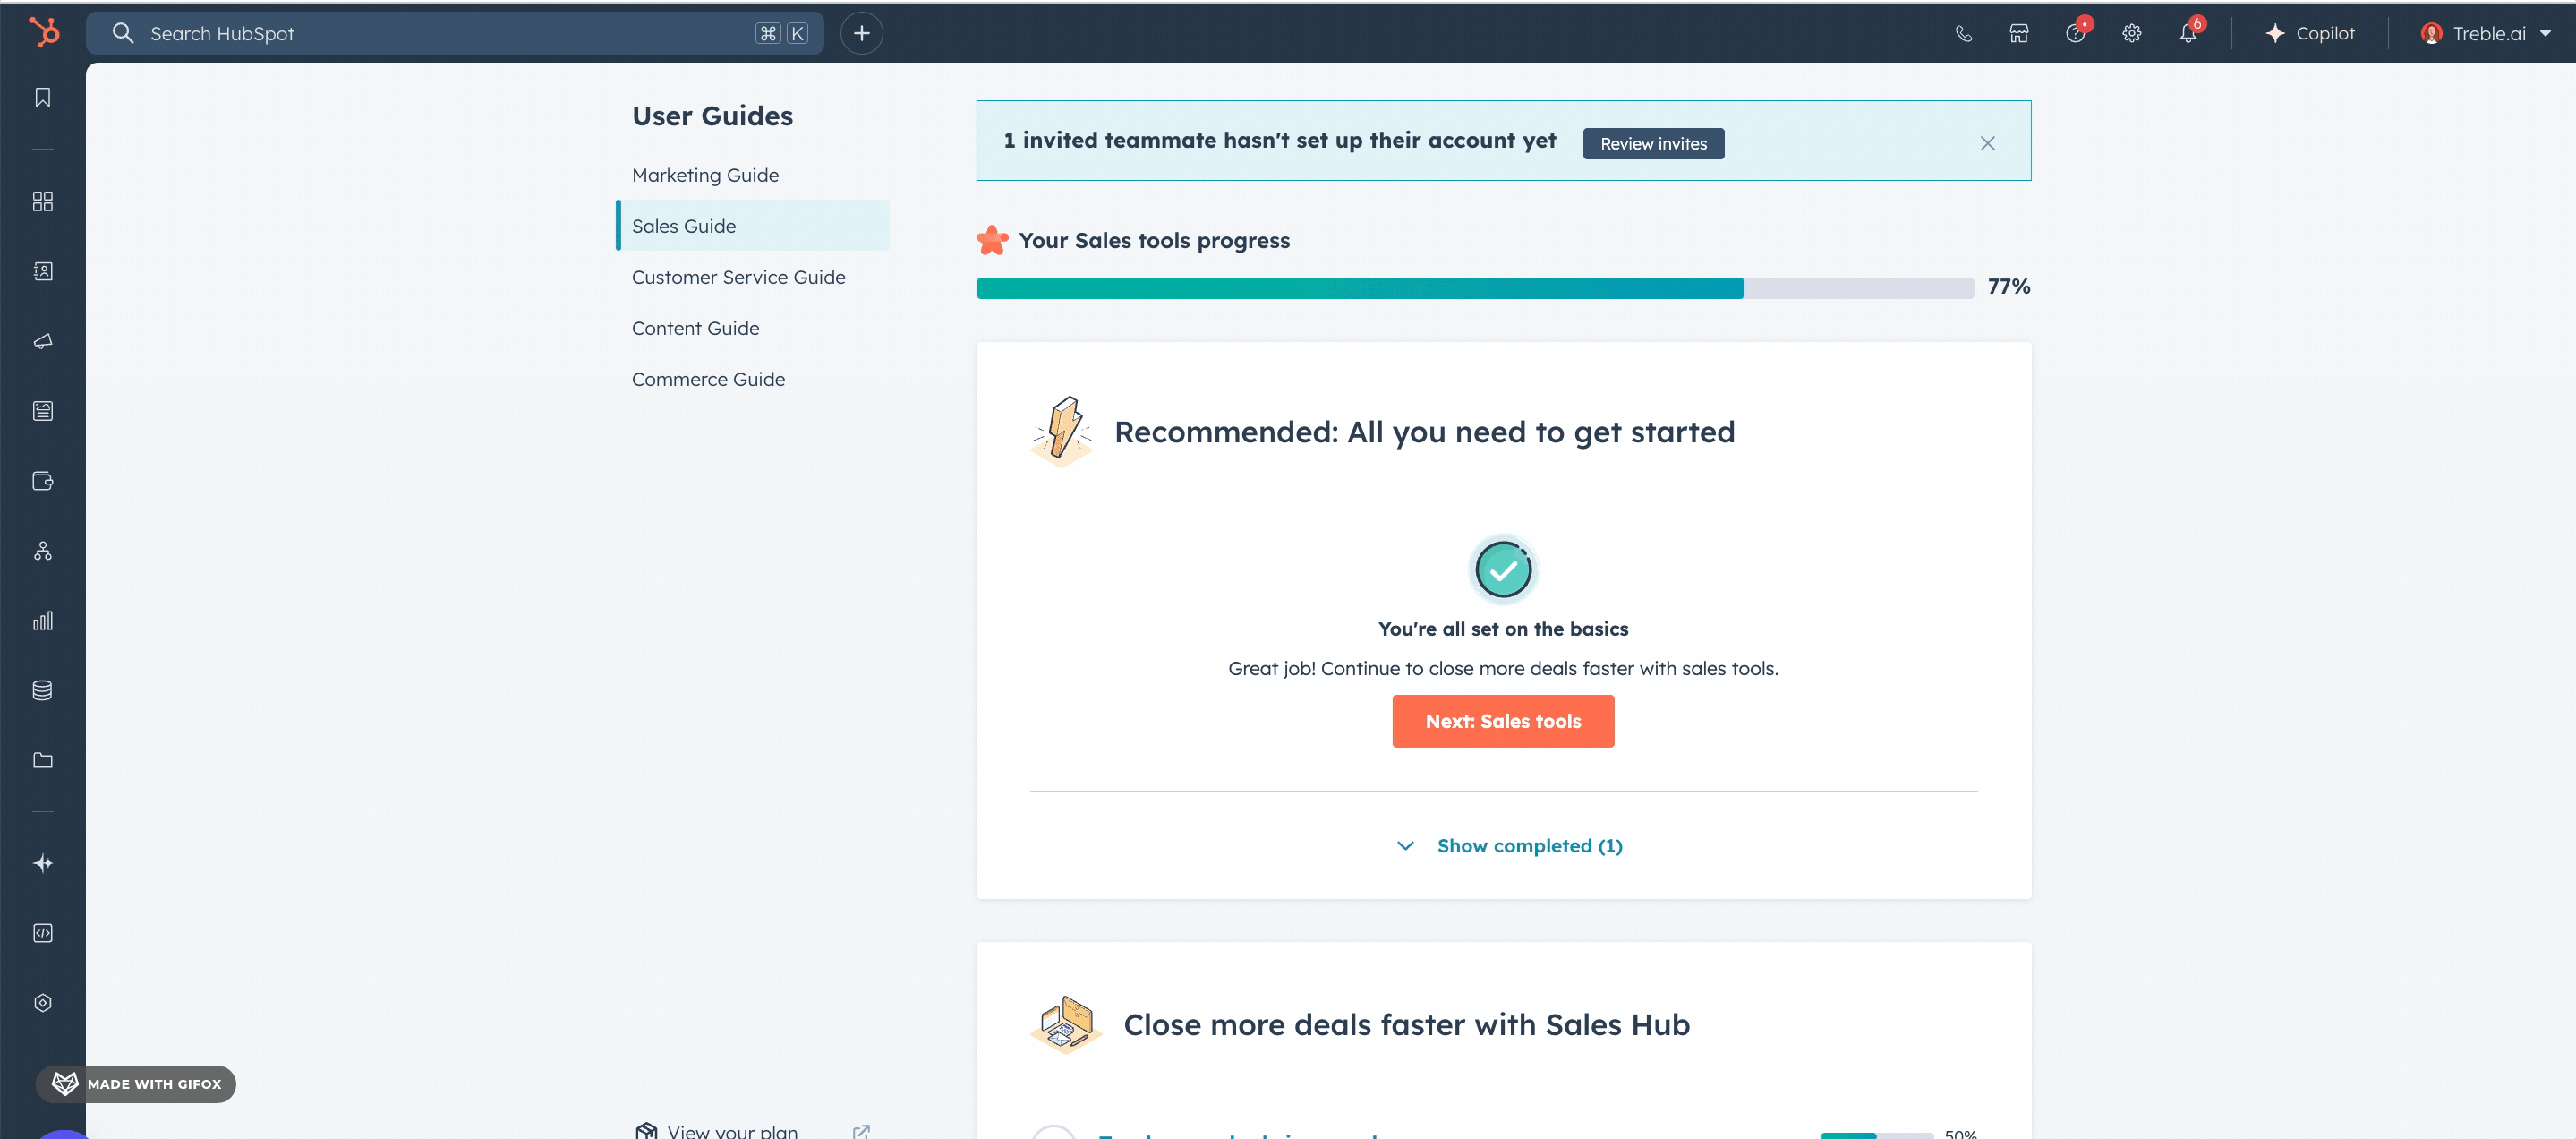 Search HubSpot
⌘ K
6
Copilot
Treble.ai
User Guides
Marketing Guide
Sales Guide
Customer Service Guide
Content Guide
Commerce Guide
View your plan
1 invited teammate hasn't set up their account yet
Review invites
Your Sales tools progress
77%
Recommended: All you need to get started
You're all set on the basics
Great job! Continue to close more deals faster with sales tools.
Next: Sales tools
Show completed (1)
Close more deals faster with Sales Hub
50%
MADE WITH GIFOX